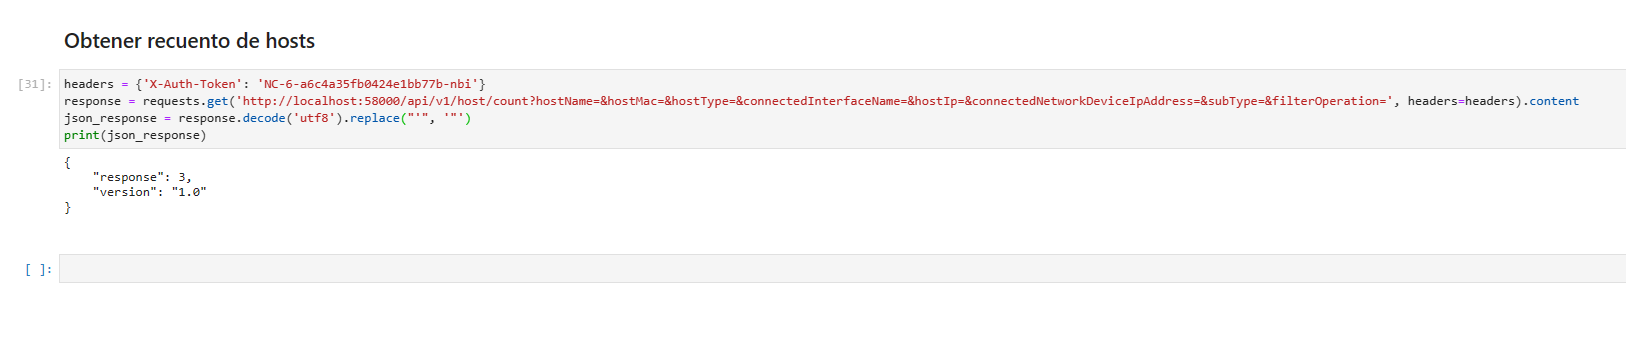 Obtener recuento de hosts
[31]:
headers = {'X-Auth-Token': 'NC-6-a6c4a35fb0424e1bb77b-nbi'}
response = requests.get('http://localhost:58000/api/v1/host/count?hostName=&hostMac=&hostType=&connectedInterfaceName=&hostIp=&connectedNetworkDeviceIpAddress=&subType=&filterOperation=', headers=headers).content
json_response = response.decode('utf8').replace("'", '"')
print(json_response)
{
    "response": 3,
    "version": "1.0"
}
[ ]: